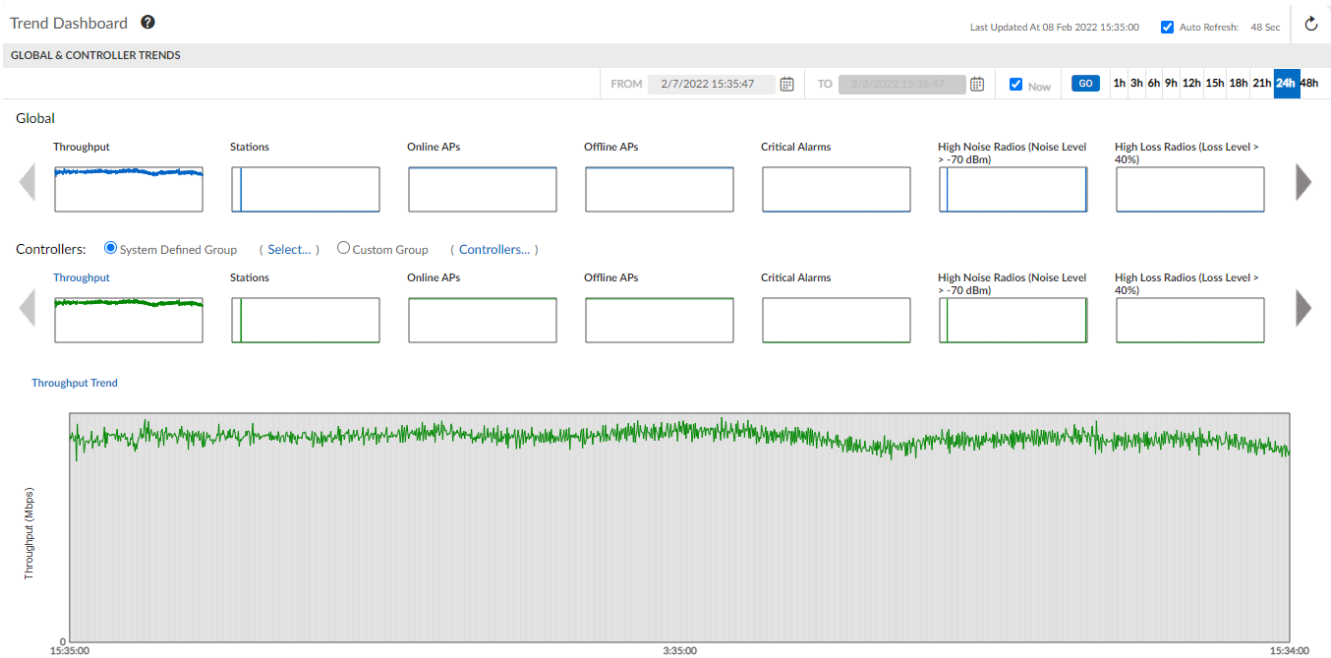 Trend Dashboard ?
Last Updated At 08 Feb 2022 15:35:00 Auto Refresh: 48 Sec
GLOBAL & CONTROLLER TRENDS
FROM 2/7/2022 15:35:47 TO 2/8/2022 15:35:47 Now GO 1h 3h 6h 9h 12h 15h 18h 21h 24h 48h
Global
Throughput Stations Online APs Offline APs Critical Alarms High Noise Radios (Noise Level High Loss Radios (Loss Level >
> -70 dBm) 40%)
Controllers: System Defined Group ( Select... ) Custom Group ( Controllers... )
Throughput Stations Online APs Offline APs Critical Alarms High Noise Radios (Noise Level High Loss Radios (Loss Level >
> -70 dBm) 40%)
Throughput Trend
Throughput (Mbps)
0
15:35:00 3:35:00 15:34:00